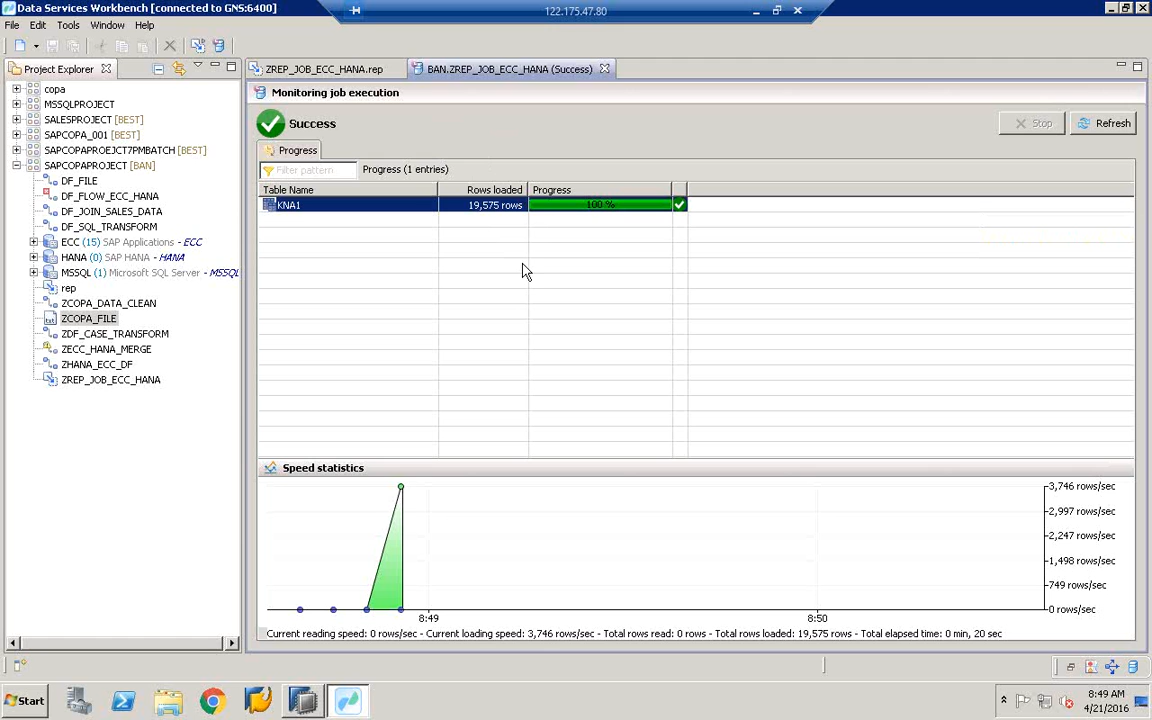 Data Services Workbench [connected to GNS:6400]
122.175.47.80
File Edit Tools Window Help
Project Explorer
ZREP_JOB_ECC_HANA.rep
BAN.ZREP_JOB_ECC_HANA (Success)
copa
MSSQLPROJECT
SALESPROJECT [BEST]
SAPCOPA_001 [BEST]
SAPCOPAPROEJCT7PMBATCH [BEST]
SAPCOPAPROJECT [BAN]
DF_FILE
DF_FLOW_ECC_HANA
DF_JOIN_SALES_DATA
DF_SQL_TRANSFORM
ECC (15) SAP Applications - ECC
HANA (0) SAP HANA - HANA
MSSQL (1) Microsoft SQL Server - MSSQL
rep
ZCOPA_DATA_CLEAN
ZCOPA_FILE
txt
ZDF_CASE_TRANSFORM
ZECC_HANA_MERGE
ZHANA_ECC_DF
ZREP_JOB_ECC_HANA
Monitoring job execution
Success
Stop
Refresh
Progress
Filter pattern
Progress (1 entries)
Table Name Rows loaded Progress
KNA1 19,575 rows 100 %
Speed statistics
3,746 rows/sec
2,997 rows/sec
2,247 rows/sec
1,498 rows/sec
749 rows/sec
0 rows/sec
8:49 8:50
Current reading speed: 0 rows/sec - Current loading speed: 3,746 rows/sec - Total rows read: 0 rows - Total rows loaded: 19,575 rows - Total elapsed time: 0 min, 20 sec
Start
8:49 AM
4/21/2016